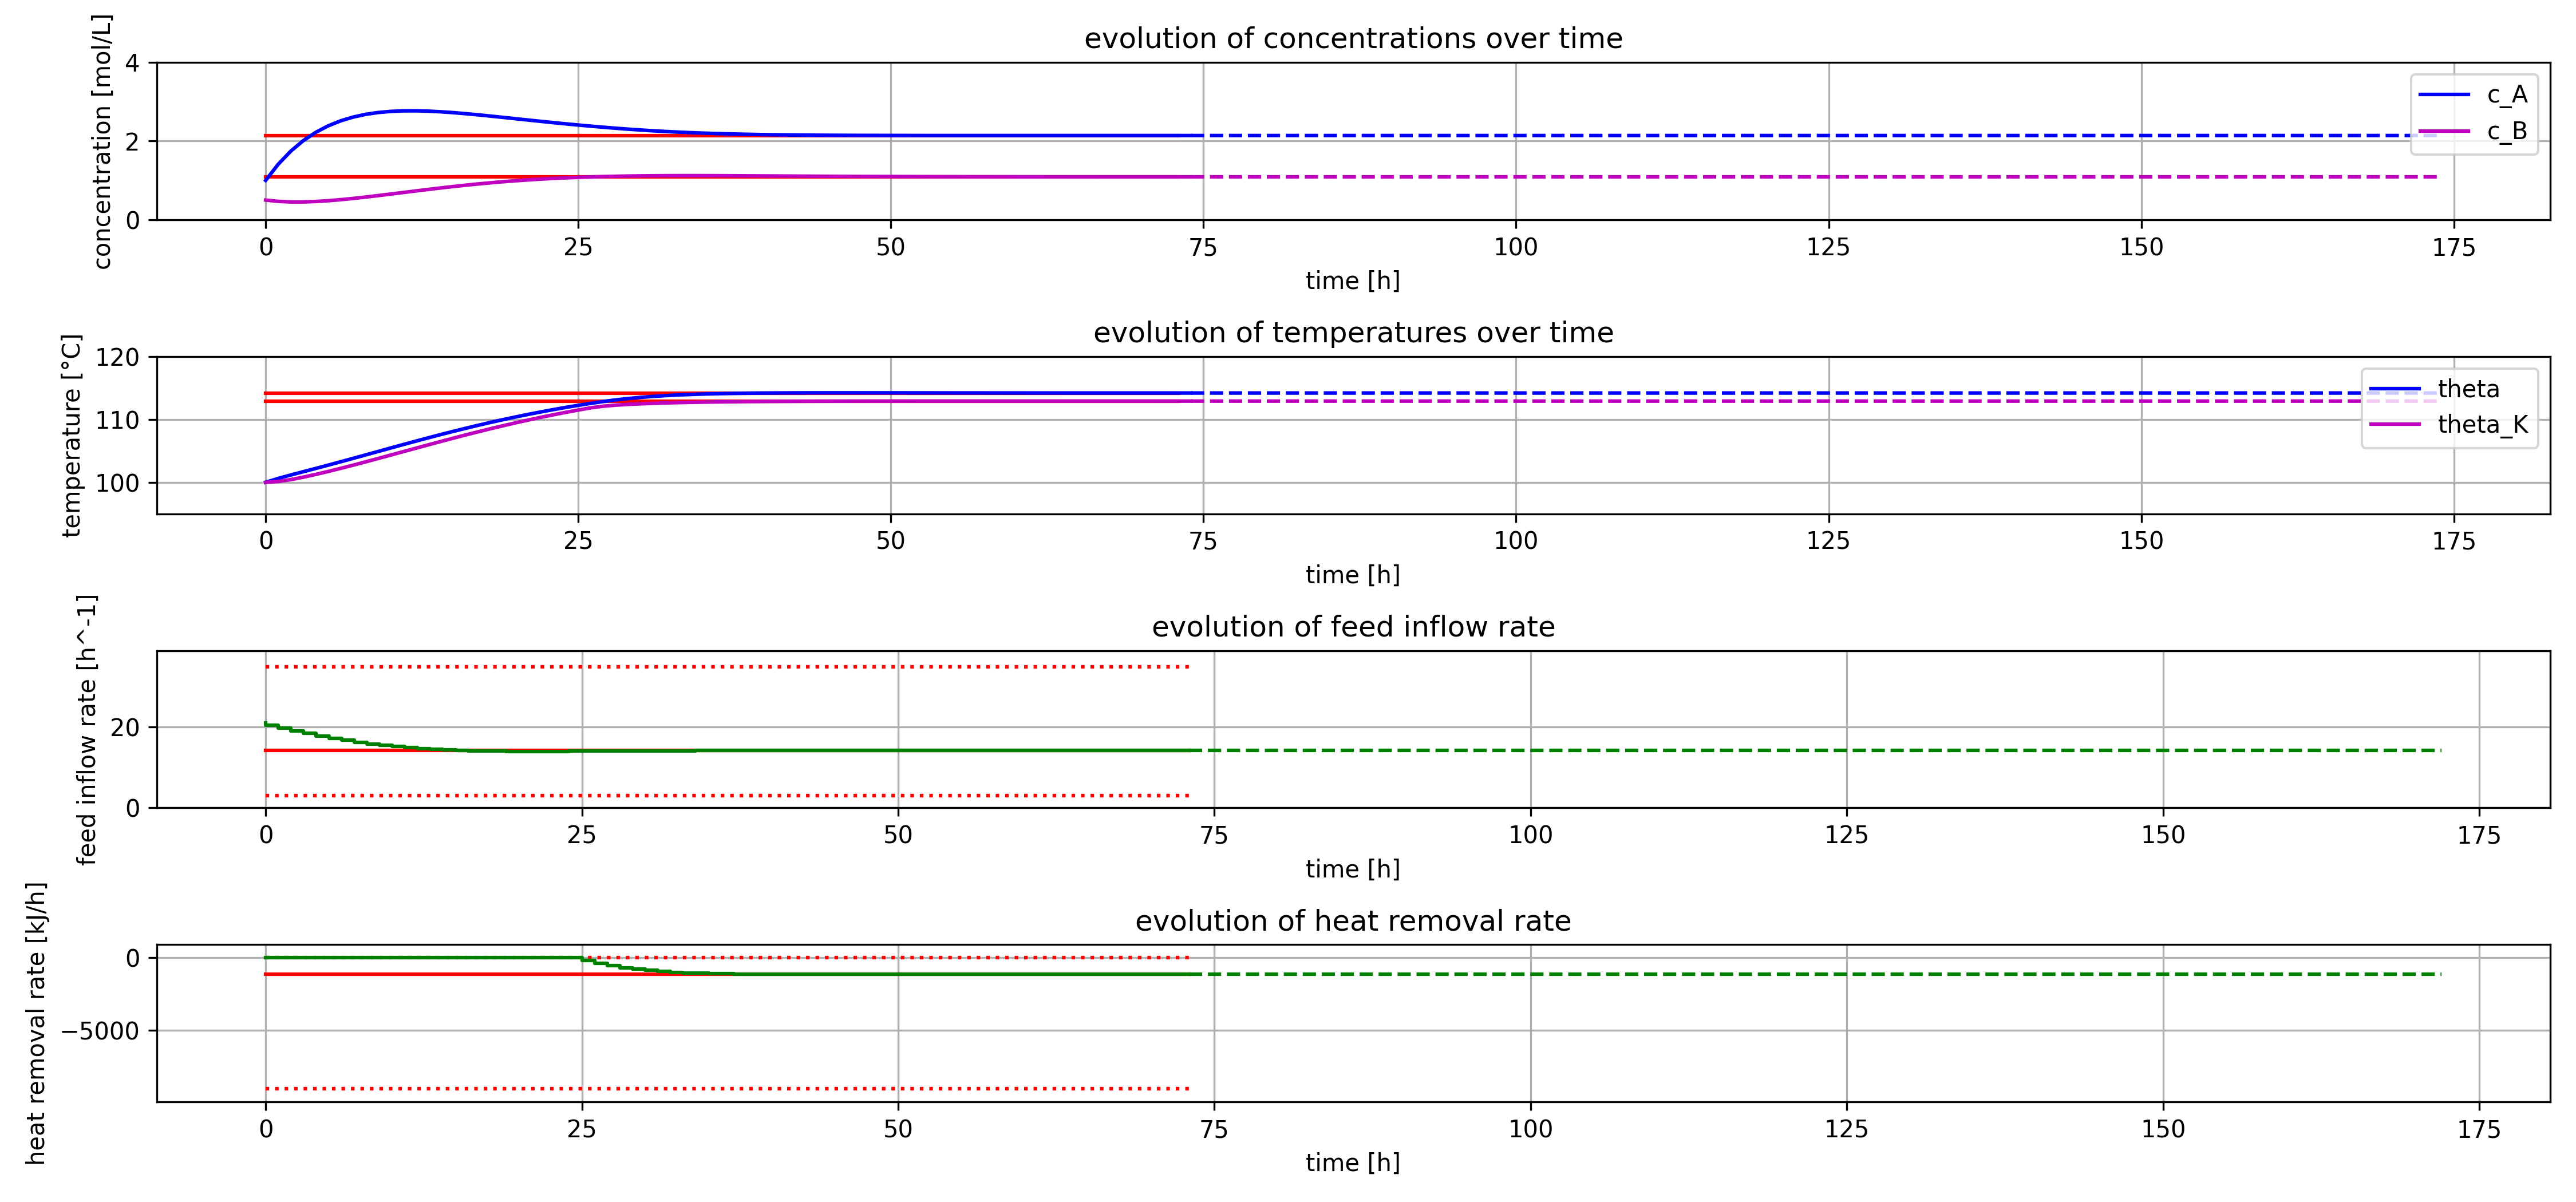 evolution of concentrations over time
concentration [mol/L]
4
2
0
c_A
c_B
0 25 50 75 100 125 150 175
time [h]
evolution of temperatures over time
temperature [°C]
120
110
100
theta
theta_K
0 25 50 75 100 125 150 175
time [h]
evolution of feed inflow rate
feed inflow rate [h^-1]
20
0
0 25 50 75 100 125 150 175
time [h]
evolution of heat removal rate
heat removal rate [kJ/h]
0
−5000
0 25 50 75 100 125 150 175
time [h]